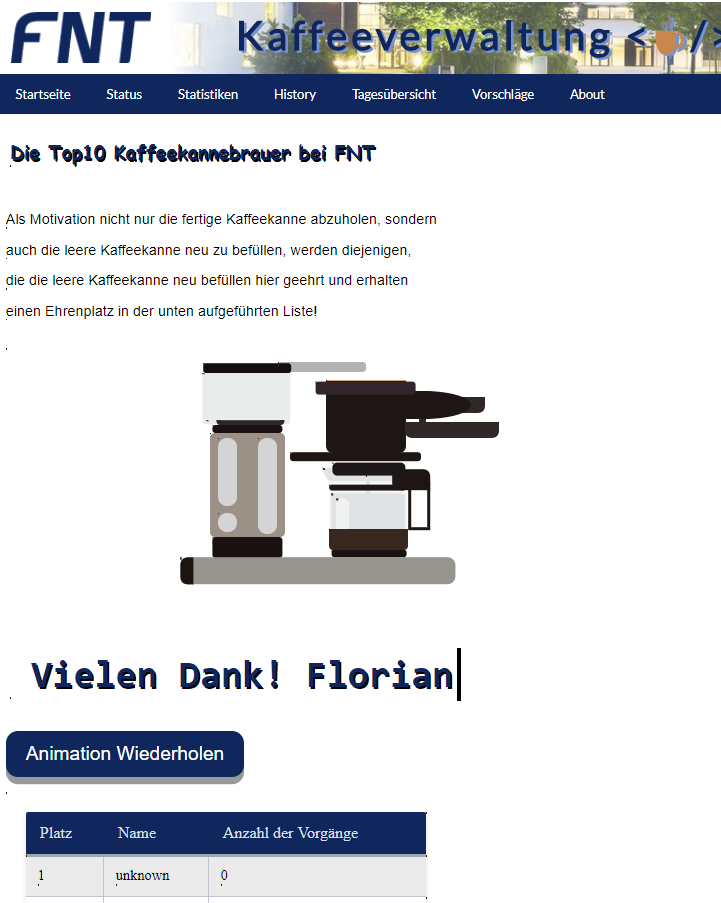 FNT
Kaffeeverwaltung </>
Startseite Status Statistiken History Tagesübersicht Vorschläge About
Die Top10 Kaffeekannebrauer bei FNT
Als Motivation nicht nur die fertige Kaffeekanne abzuholen, sondern
auch die leere Kaffeekanne neu zu befüllen, werden diejenigen,
die die leere Kaffeekanne neu befüllen hier geehrt und erhalten
einen Ehrenplatz in der unten aufgeführten Liste!
Vielen Dank! Florian
Animation Wiederholen
Platz Name Anzahl der Vorgänge
1 unknown 0